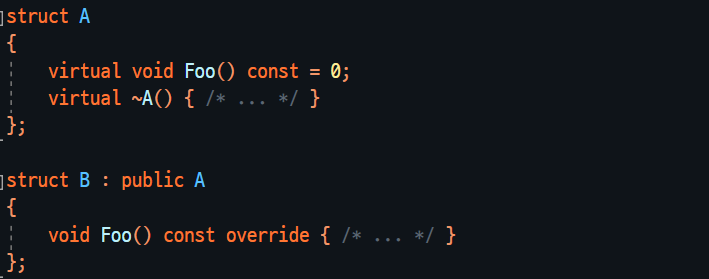 struct A
{
    virtual void Foo() const = 0;
    virtual ~A() { /* ... */ }
};

struct B : public A
{
    void Foo() const override { /* ... */ }
};